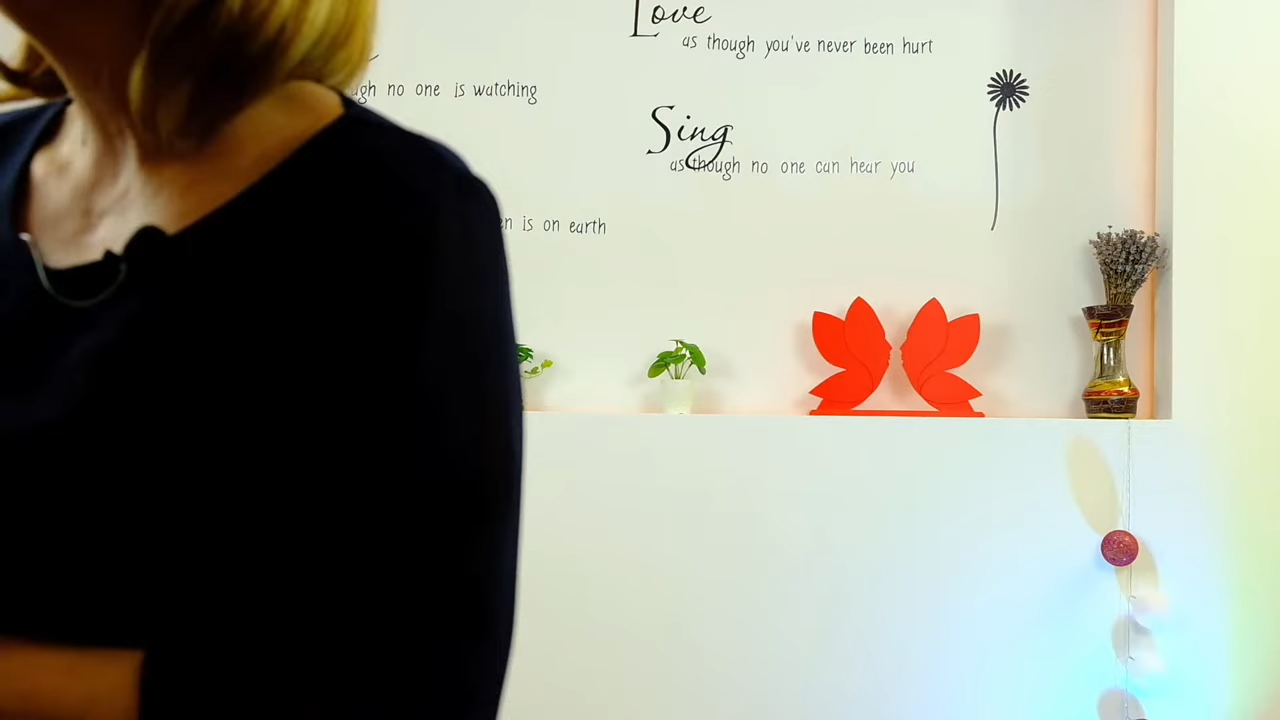 Love
as though you've never been hurt
no one is watching
Sing
as though no one can hear you
is on earth